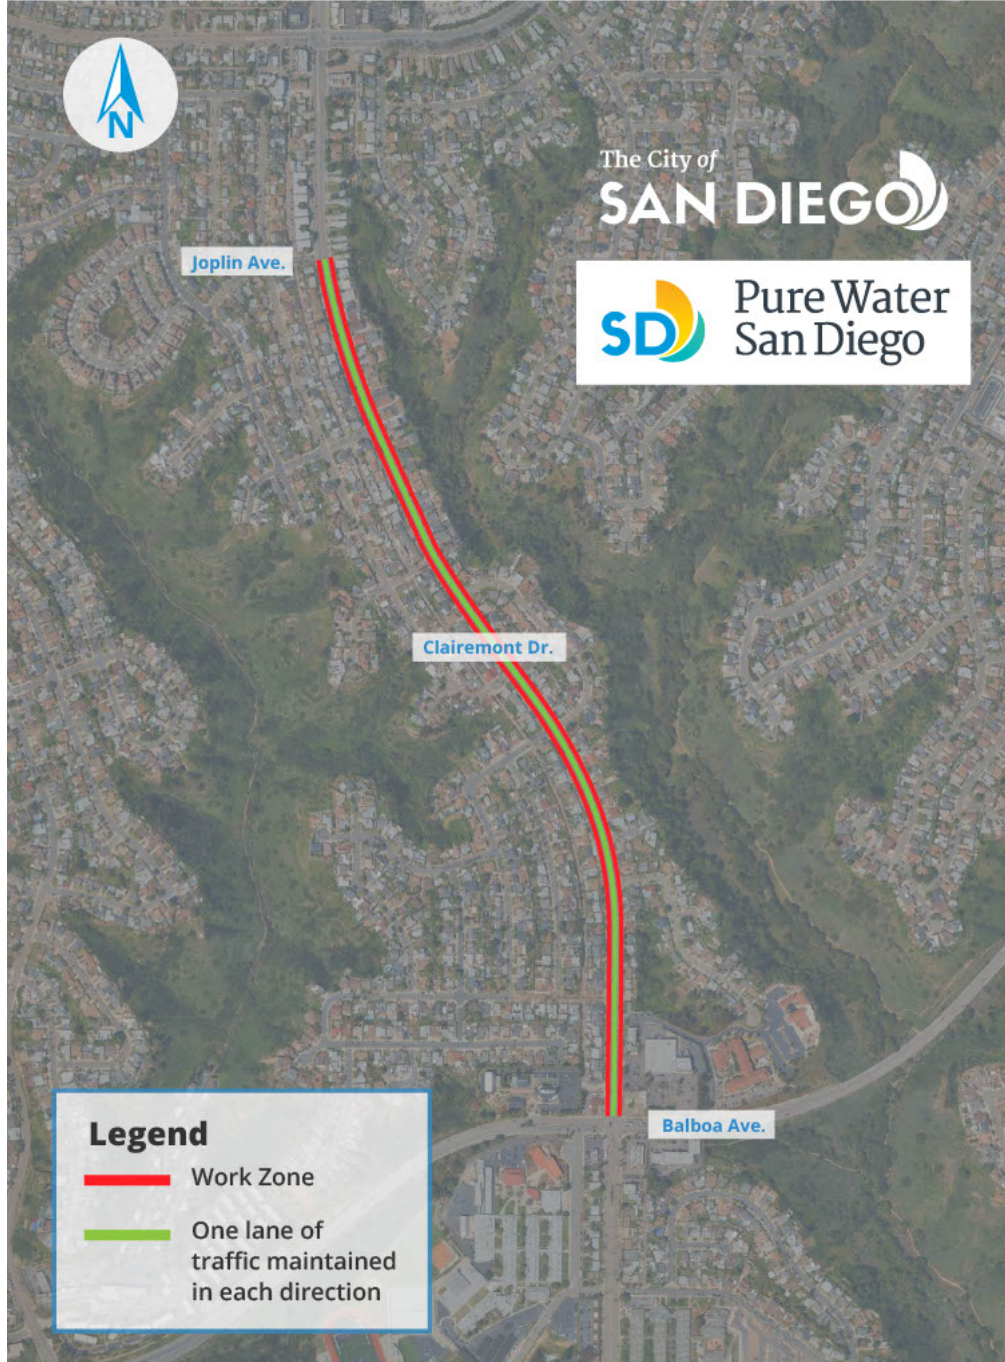 N
The City of
SAN DIEGO
Joplin Ave.
SD
Pure Water
San Diego
Clairemont Dr.
Balboa Ave.
Legend
Work Zone
One lane of
traffic maintained
in each direction